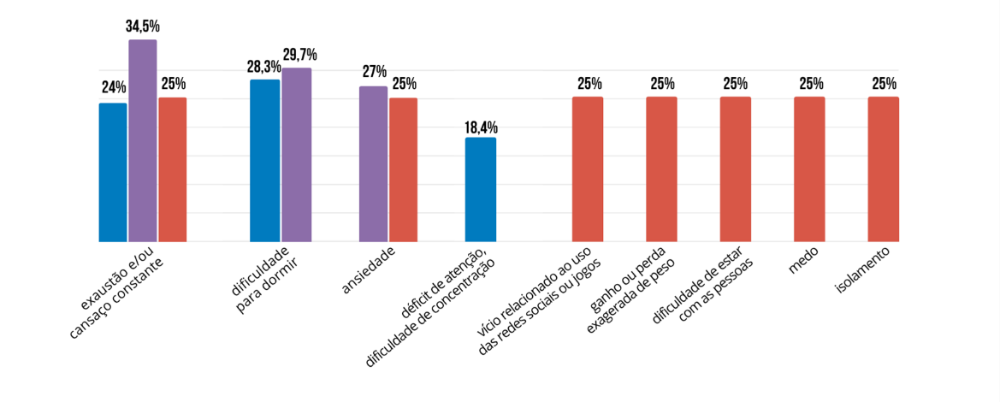 34,5%
24%
25%
28,3%
29,7%
27%
25%
18,4%
25%
25%
25%
25%
25%
exaustão e/ou
cansaço constante
dificuldade
para dormir
ansiedade
déficit de atenção,
dificuldade de concentração
vício relacionado ao uso
das redes sociais ou jogos
ganho ou perda
exagerada de peso
dificuldade de estar
com as pessoas
medo
isolamento